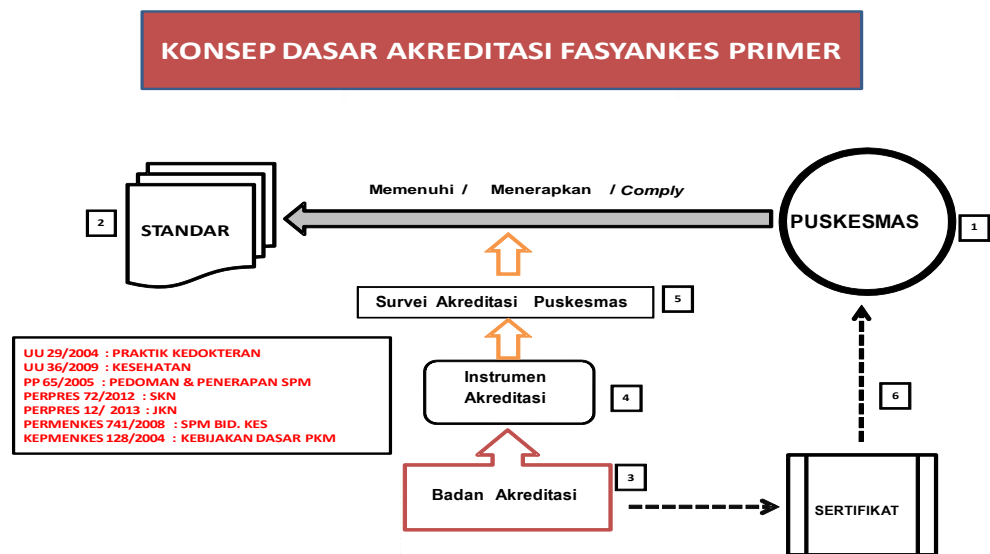 KONSEP DASAR AKREDITASI FASYANKES PRIMER
Memenuhi / Menerapkan / Comply
2
STANDAR
PUSKESMAS
1
Survei Akreditasi Puskesmas
5
UU 29/2004 : PRAKTIK KEDOKTERAN
UU 36/2009 : KESEHATAN
PP 65/2005 : PEDOMAN & PENERAPAN SPM
PERPRES 72/2012 : SKN
PERPRES 12/ 2013 : JKN
PERMENKES 741/2008 : SPM BID. KES
KEPMENKES 128/2004 : KEBIJAKAN DASAR PKM
Instrumen
Akreditasi
4
6
Badan Akreditasi
3
SERTIFIKAT